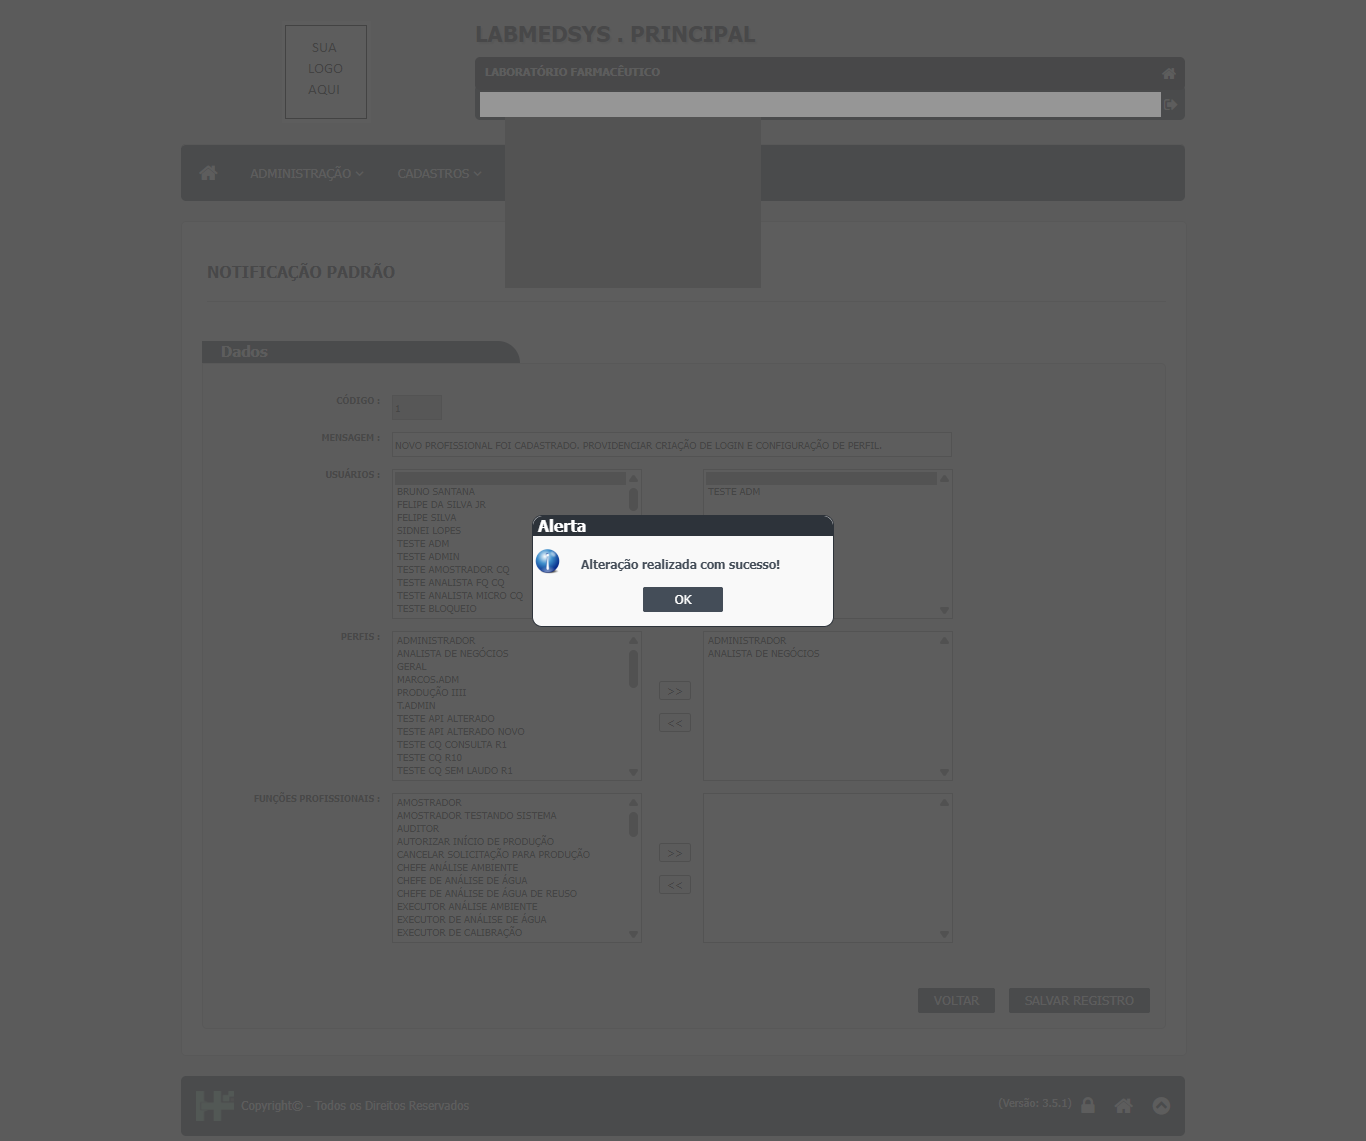 SUA
LOGO
AQUI
LABMEDSYS . PRINCIPAL
LABORATÓRIO FARMACÊUTICO
ADMINISTRAÇÃO
CADASTROS
NOTIFICAÇÃO PADRÃO
Dados
CÓDIGO :
1
MENSAGEM :
NOVO PROFISSIONAL FOI CADASTRADO. PROVIDENCIAR CRIAÇÃO DE LOGIN E CONFIGURAÇÃO DE PERFIL.
USUÁRIOS :
BRUNO SANTANA
FELIPE DA SILVA JR
FELIPE SILVA
SIDNEI LOPES
TESTE ADM
TESTE ADMIN
TESTE AMOSTRADOR CQ
TESTE ANALISTA FQ CQ
TESTE ANALISTA MICRO CQ
TESTE BLOQUEIO
TESTE ADM
Alerta
Alteração realizada com sucesso!
OK
PERFIS :
ADMINISTRADOR
ANALISTA DE NEGÓCIOS
GERAL
MARCOS.ADM
PRODUÇÃO IIII
T.ADMIN
TESTE API ALTERADO
TESTE API ALTERADO NOVO
TESTE CQ CONSULTA R1
TESTE CQ R10
TESTE CQ SEM LAUDO R1
>>
<<
ADMINISTRADOR
ANALISTA DE NEGÓCIOS
FUNÇÕES PROFISSIONAIS :
AMOSTRADOR
AMOSTRADOR TESTANDO SISTEMA
AUDITOR
AUTORIZAR INÍCIO DE PRODUÇÃO
CANCELAR SOLICITAÇÃO PARA PRODUÇÃO
CHEFE ANÁLISE AMBIENTE
CHEFE DE ANÁLISE DE ÁGUA
CHEFE DE ANÁLISE DE ÁGUA DE REUSO
EXECUTOR ANÁLISE AMBIENTE
EXECUTOR DE ANÁLISE DE ÁGUA
EXECUTOR DE CALIBRAÇÃO
>>
<<
VOLTAR
SALVAR REGISTRO
Copyright© - Todos os Direitos Reservados
(Versão: 3.5.1)